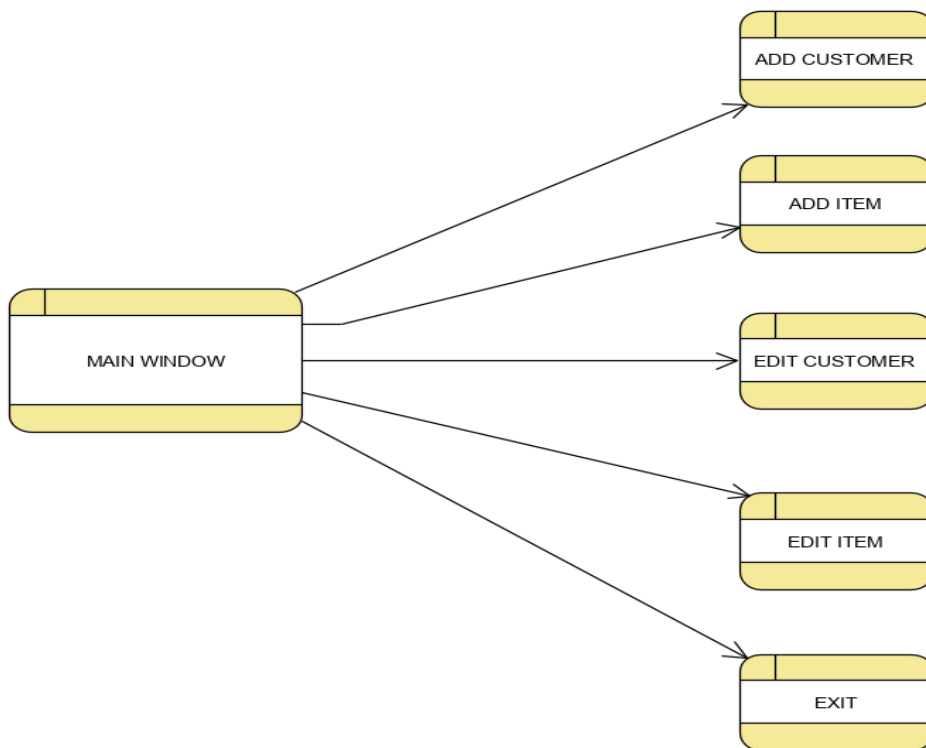 ADD CUSTOMER
ADD ITEM
MAIN WINDOW
EDIT CUSTOMER
EDIT ITEM
EXIT